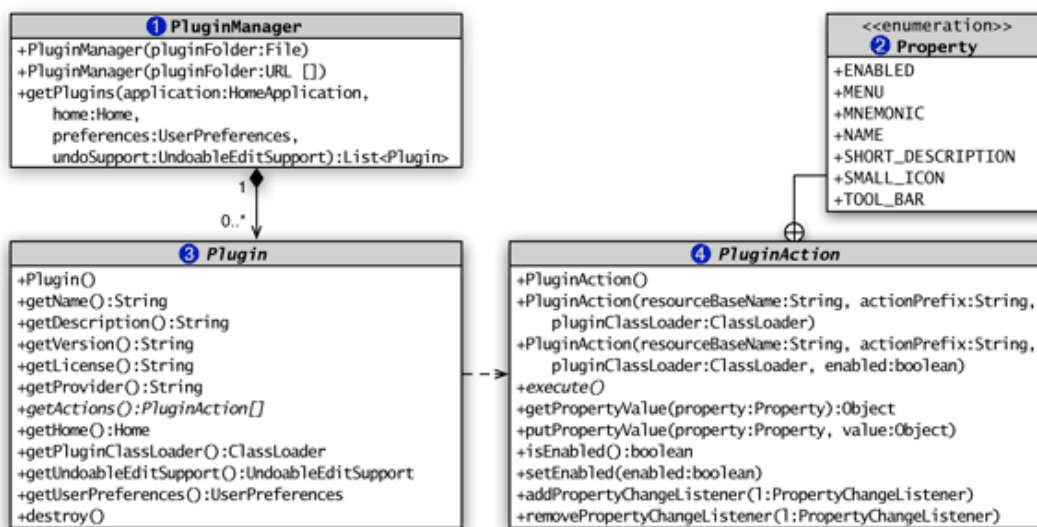 1 PluginManager
+PluginManager(pluginFolder:File)
+PluginManager(pluginFolder:URL [])
+getPlugins(application:HomeApplication,
home:Home,
preferences:UserPreferences,
undoSupport:UndoableEditSupport):List<Plugin>
1
0..*
<<enumeration>>
2 Property
+ENABLED
+MENU
+MNEMONIC
+NAME
+SHORT_DESCRIPTION
+SMALL_ICON
+TOOL_BAR
3 Plugin
+Plugin()
+getName():String
+getDescription():String
+getVersion():String
+getLicense():String
+getProvider():String
+getActions():PluginAction[]
+getHome():Home
+getPluginClassLoader():ClassLoader
+getUndoableEditSupport():UndoableEditSupport
+getUserPreferences():UserPreferences
+destroy()
4 PluginAction
+PluginAction()
+PluginAction(resourceBaseName:String, actionPrefix:String,
pluginClassLoader:ClassLoader)
+PluginAction(resourceBaseName:String, actionPrefix:String,
pluginClassLoader:ClassLoader, enabled:boolean)
+execute()
+getPropertyValue(property:Property):Object
+putPropertyValue(property:Property, value:Object)
+isEnabled():boolean
+setEnabled(enabled:boolean)
+addPropertyChangeListener(l:PropertyChangeListener)
+removePropertyChangeListener(l:PropertyChangeListener)